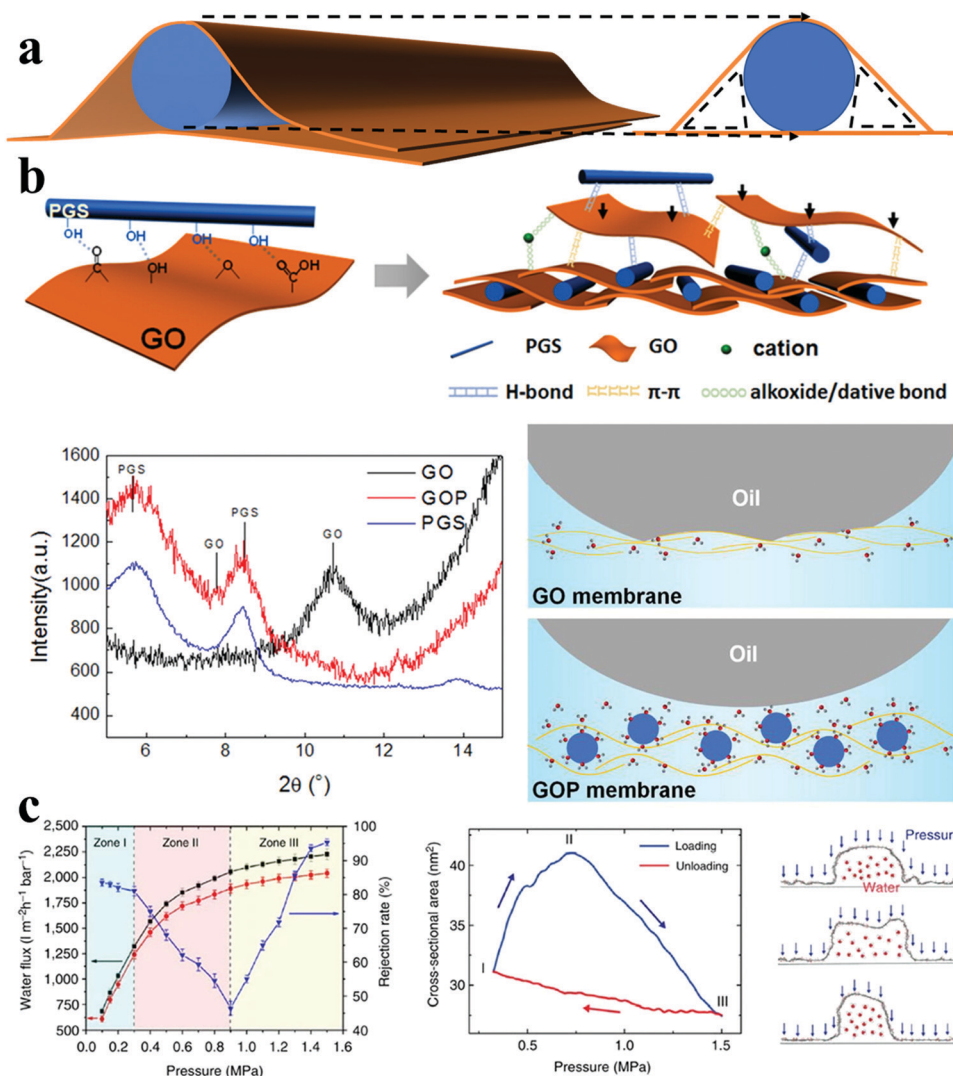 a
b
PGS
OH
OH
OH
OH
O
OH
O
O
OH
GO
PGS
GO
cation
H-bond
π-π
alkoxide/dative bond
1600
1400
1200
1000
800
600
400
Intensity(a.u.)
PGS
GO
PGS
GO
GO
GOP
PGS
6
8
10
12
14
2θ (°)
Oil
GO membrane
Oil
GOP membrane
c
Water flux (l m⁻²h⁻¹ bar⁻¹)
2,500
2,250
2,000
1,750
1,500
1,250
1,000
750
500
Zone I
Zone II
Zone III
100
90
80
70
60
50
40
Rejection rate (%)
0.0
0.2
0.4
0.6
0.8
1.0
1.2
1.4
1.6
Pressure (MPa)
Cross-sectional area (nm²)
40
35
30
I
II
III
Loading
Unloading
0.5
1.0
1.5
Pressure (MPa)
Pressure
Water